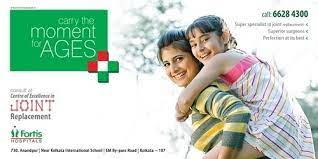 carry the
moment
for AGES
call: 6628 4300
Super specialist in joint replacement
Superior surgeons
Perfection at its best
consult at
Centre of Excellence in
JOINT
Replacement
Fortis
HOSPITALS
730, Anandapur | Near Kolkata International School | EM By-pass Road | Kolkata – 107